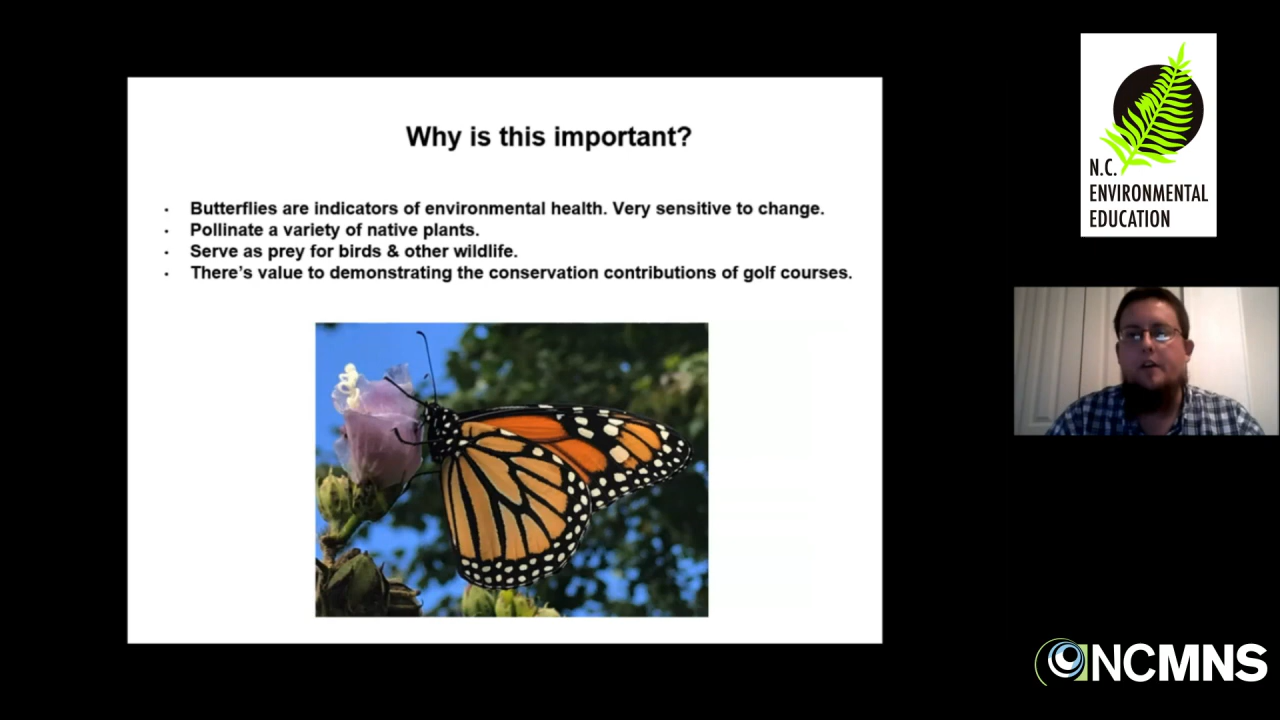 Why is this important?
· Butterflies are indicators of environmental health. Very sensitive to change.
· Pollinate a variety of native plants.
· Serve as prey for birds & other wildlife.
· There's value to demonstrating the conservation contributions of golf courses.
N.C.
ENVIRONMENTAL
EDUCATION
NCMNS